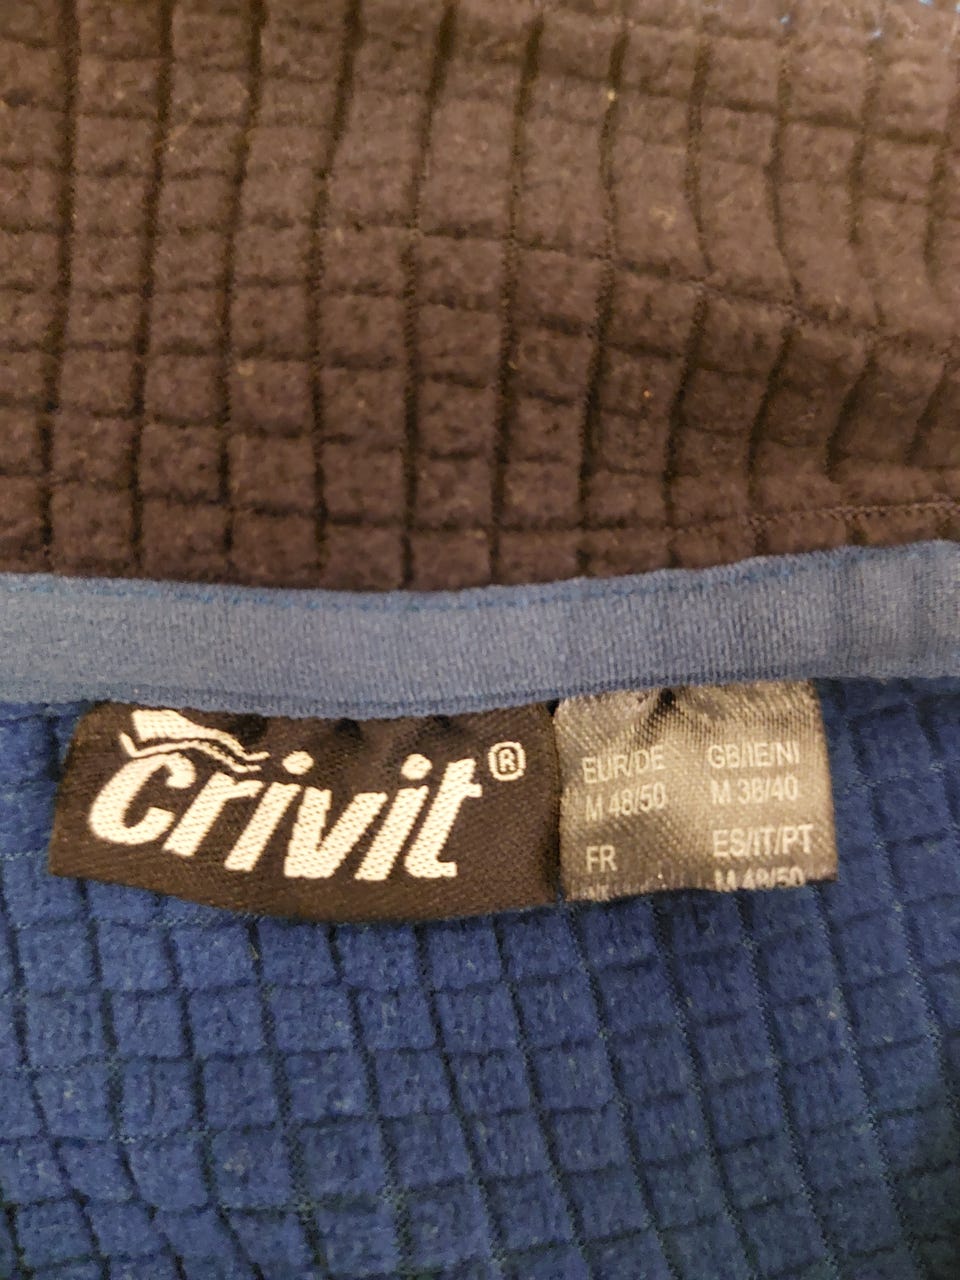 crivit®
EUR/DE GB/IE/NI
M 48/50 M 38/40
FR ES/IT/PT
M 48/50